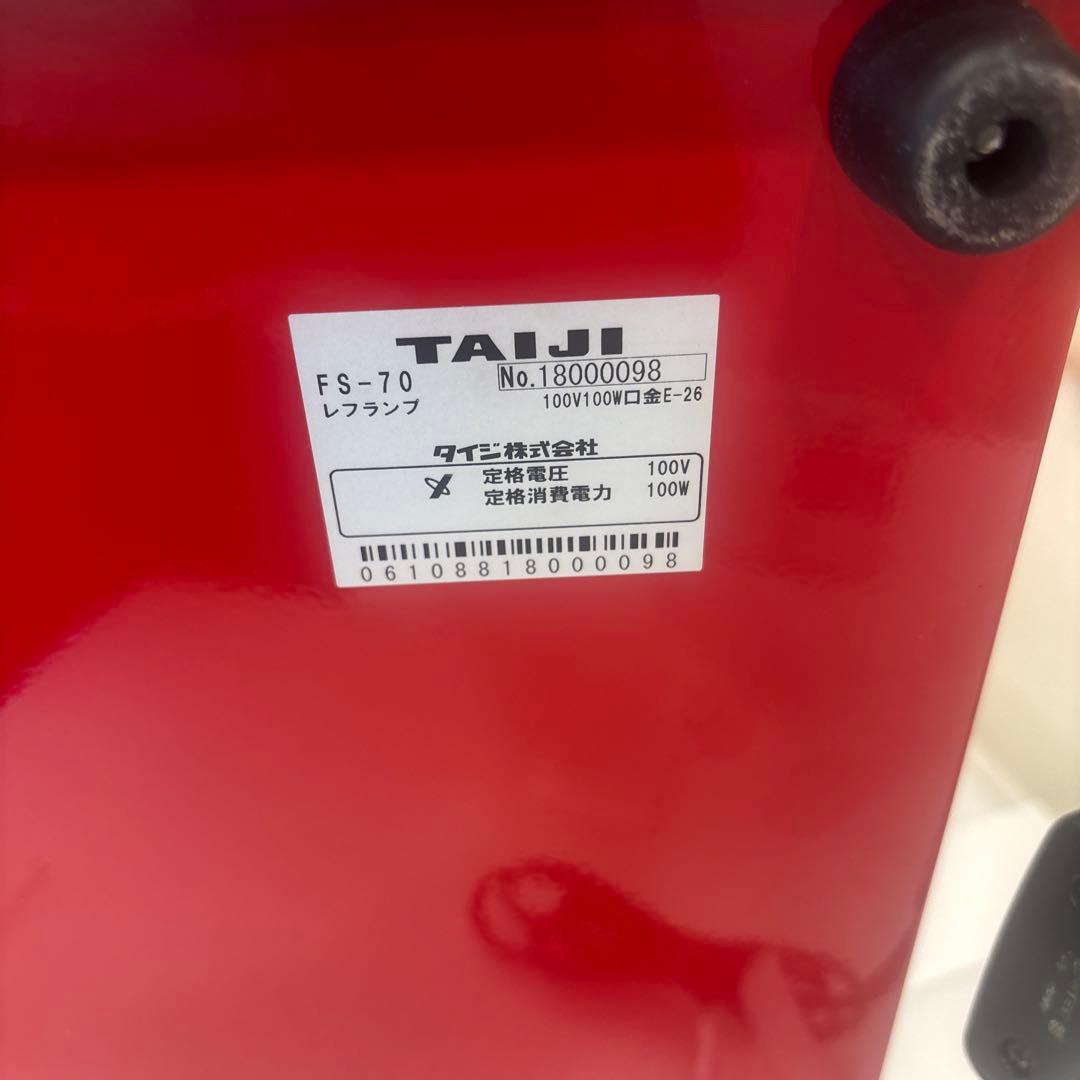 TAIJI
FS-70
No.18000098
レフランプ
100V100W口金E-26
タイジ株式会社
定格電圧 100V
定格消費電力 100W
0610881800098